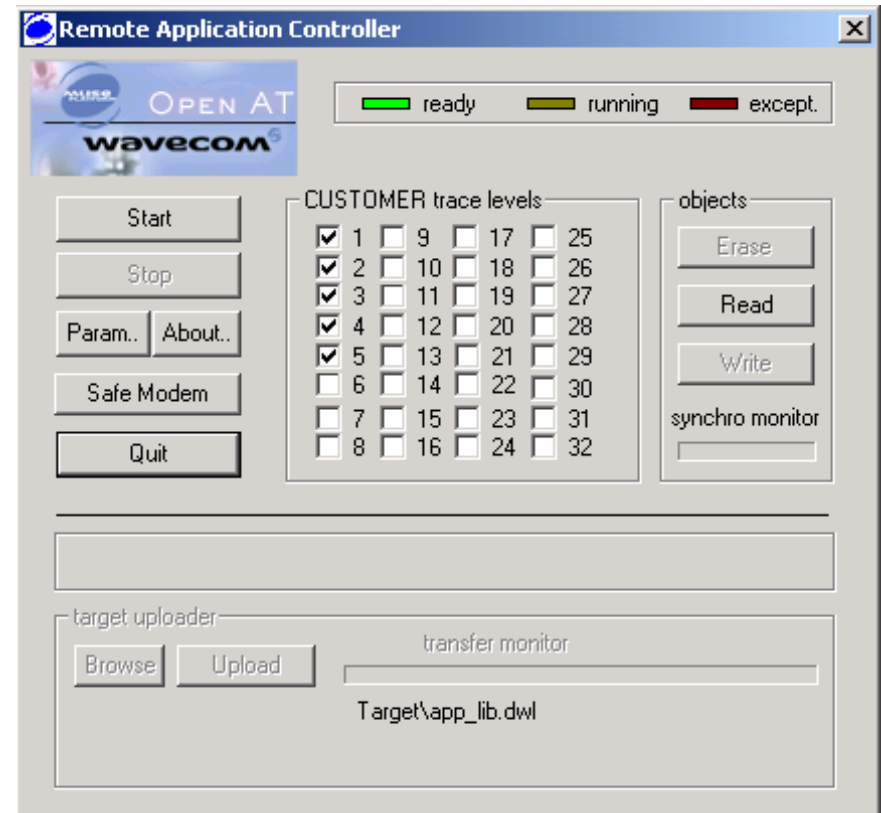 Remote Application Controller
OPEN AT
wavecom
ready running except.
CUSTOMER trace levels
objects
Start
Stop
Param.. About..
Safe Modem
Quit
1 9 17 25
2 10 18 26
3 11 19 27
4 12 20 28
5 13 21 29
6 14 22 30
7 15 23 31
8 16 24 32
Erase
Read
Write
synchro monitor
target uploader
Browse Upload
transfer monitor
Target\app_lib.dwl